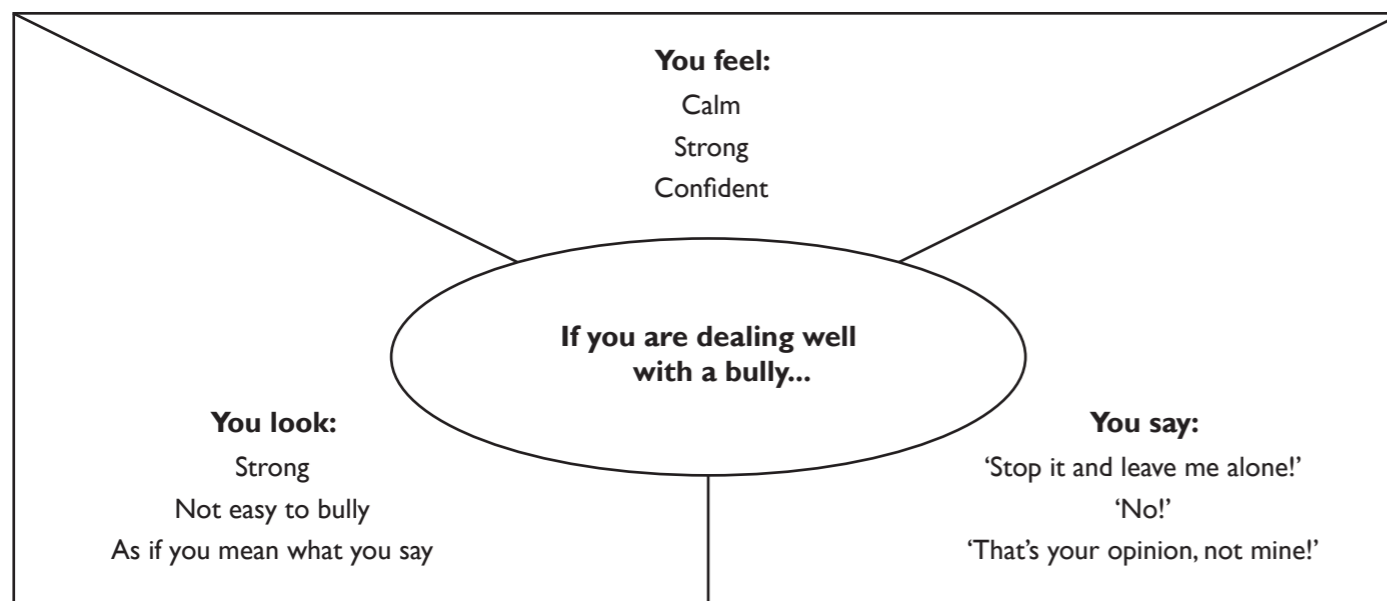 You feel:
Calm
Strong
Confident
If you are dealing well
with a bully...
You look:
Strong
Not easy to bully
As if you mean what you say
You say:
‘Stop it and leave me alone!’
‘No!’
‘That’s your opinion, not mine!’